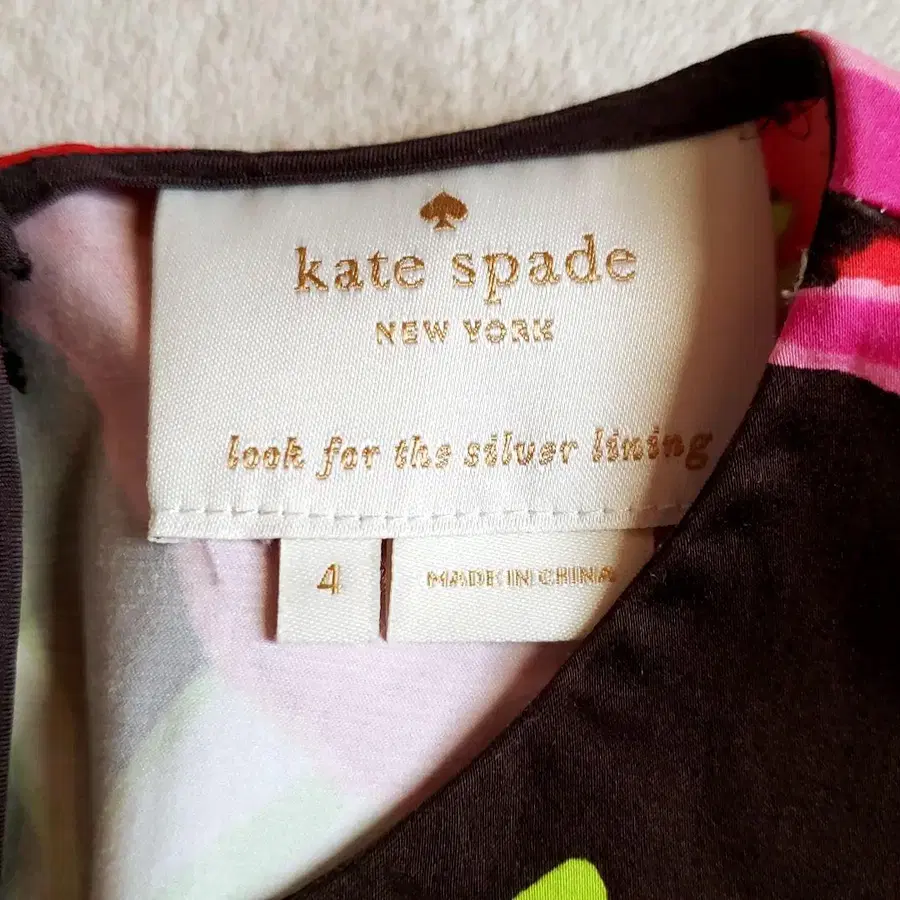 kate spade
NEW YORK
look for the silver lining
4
MADE IN CHINA